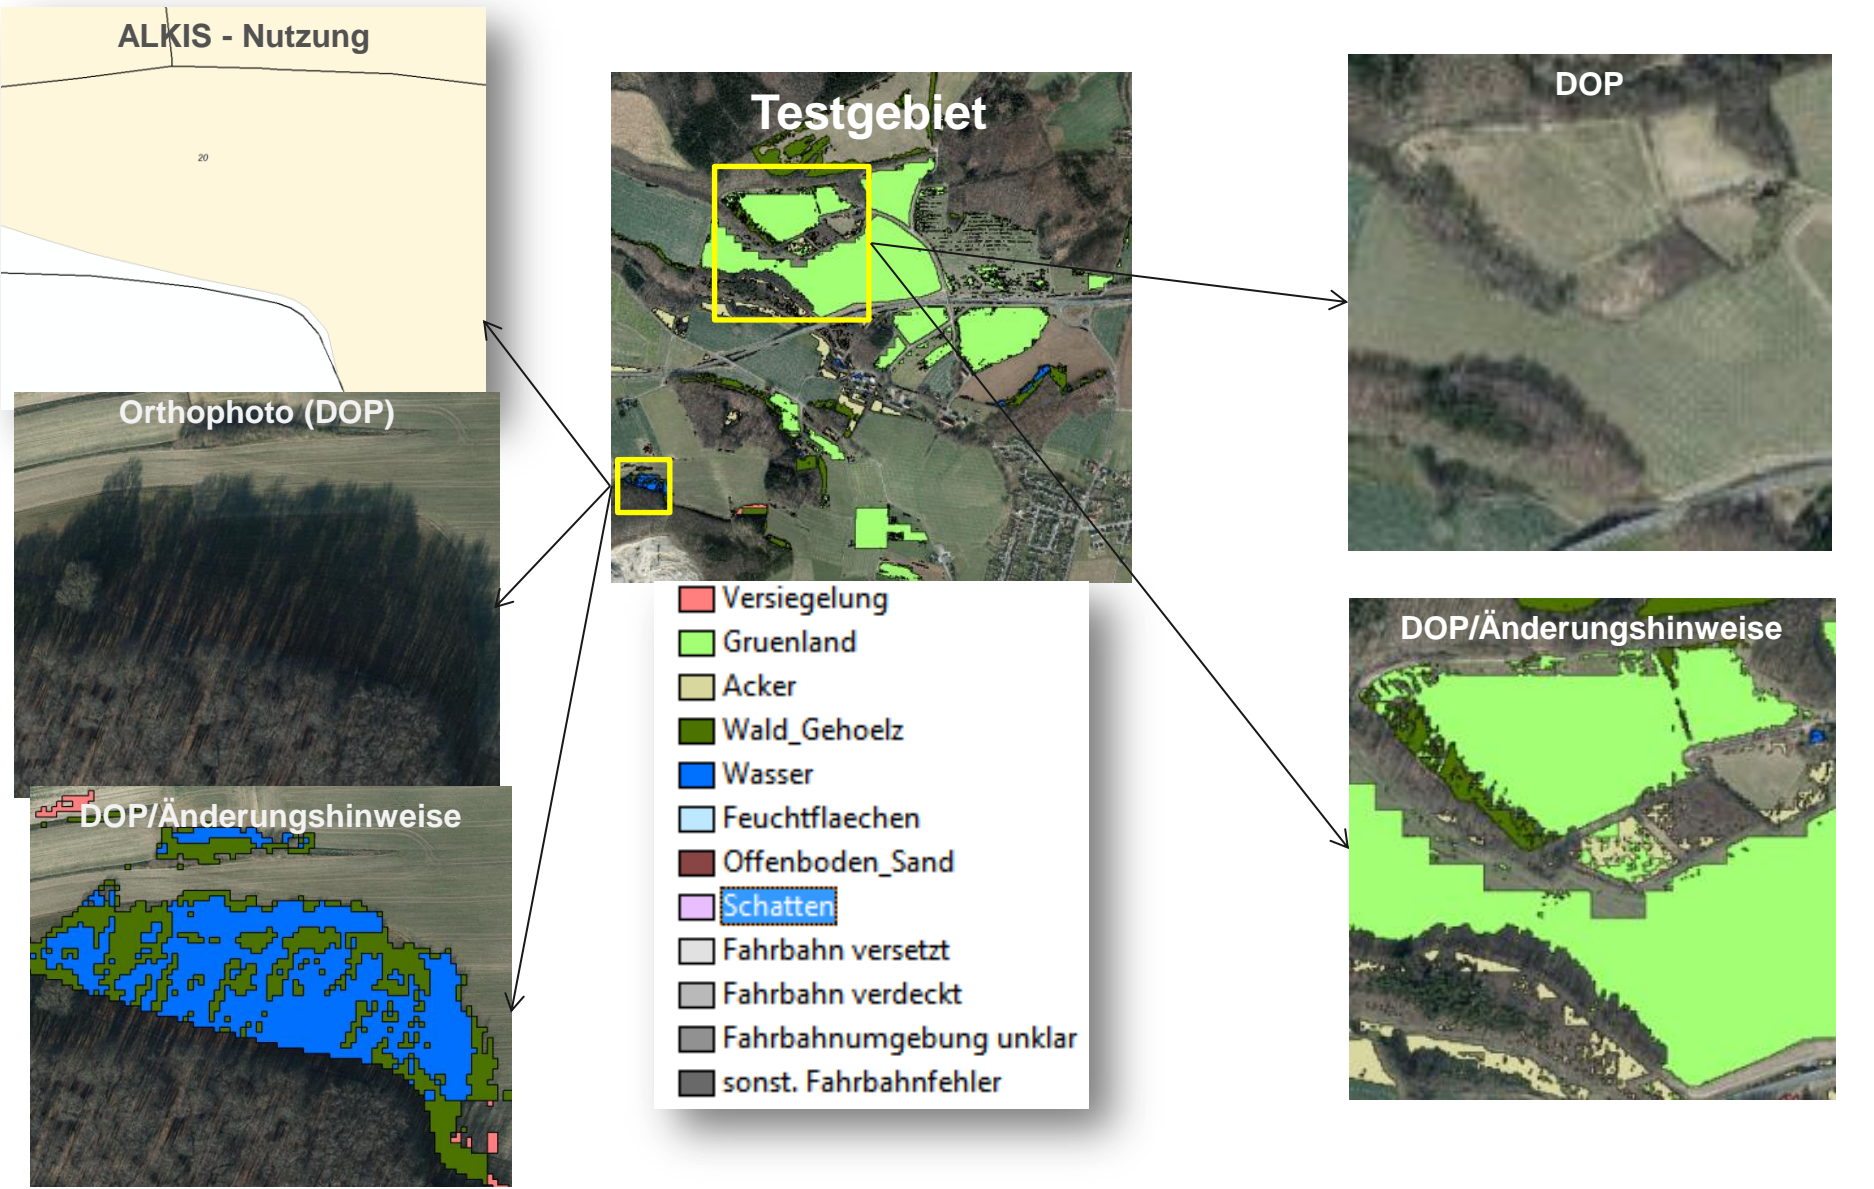 ALKIS - Nutzung
20
Orthophoto (DOP)
DOP/Änderungshinweise
Testgebiet
Versiegelung
Gruenland
Acker
Wald_Gehoelz
Wasser
Feuchtflaechen
Offenboden_Sand
Schatten
Fahrbahn versetzt
Fahrbahn verdeckt
Fahrbahnumgebung unklar
sonst. Fahrbahnfehler
DOP
DOP/Änderungshinweise